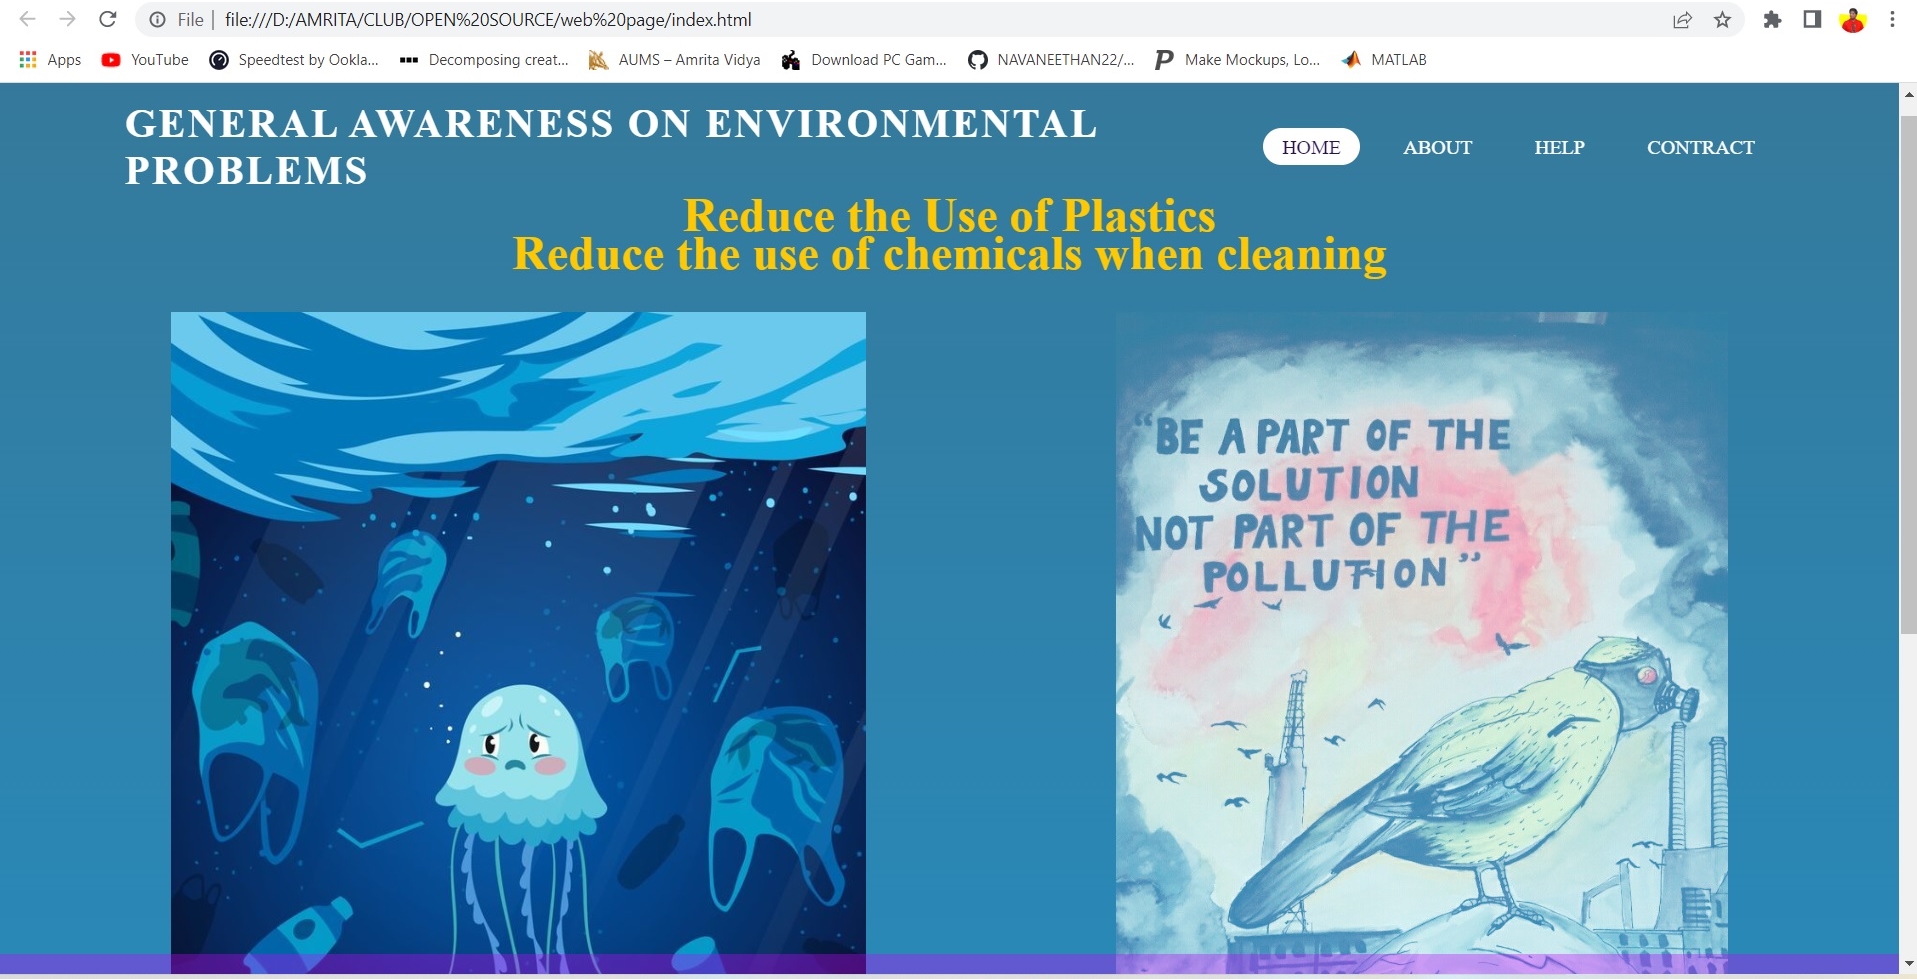 File | file:///D:/AMRITA/CLUB/OPEN%20SOURCE/web%20page/index.html
Apps YouTube Speedtest by Ookla... Decomposing creat... AUMS – Amrita Vidya Download PC Gam... NAVANEETHAN22/... Make Mockups, Lo... MATLAB
GENERAL AWARENESS ON ENVIRONMENTAL
PROBLEMS
HOME ABOUT HELP CONTRACT
Reduce the Use of Plastics
Reduce the use of chemicals when cleaning
“BE A PART OF THE
SOLUTION
NOT PART OF THE
POLLUTION”